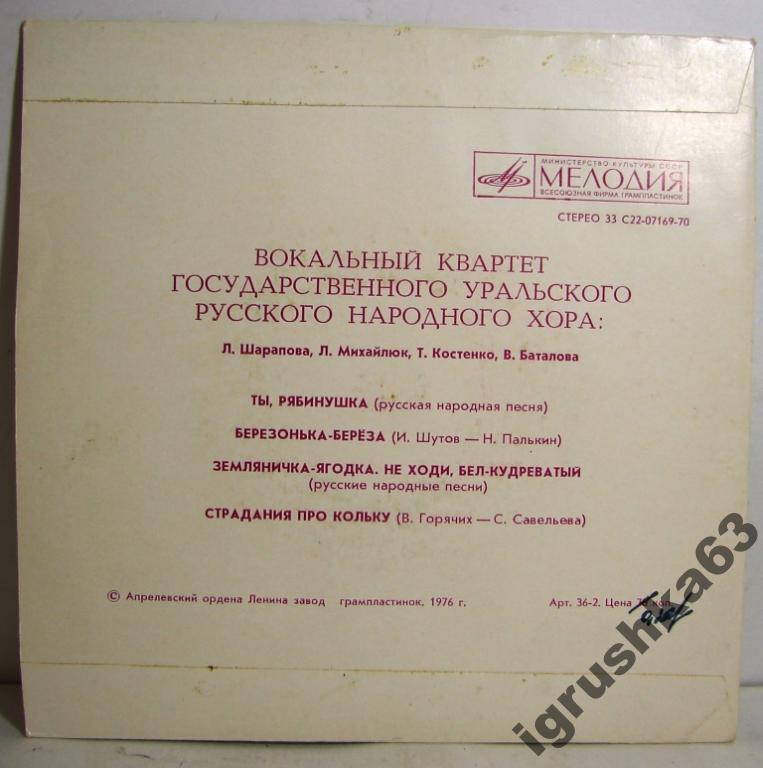 МИНИСТЕРСТВО КУЛЬТУРЫ СССР
МЕЛОДИЯ
ВСЕСОЮЗНАЯ ФИРМА ГРАМПЛАСТИНОК
СТЕРЕО 33 С22-07169-70
ВОКАЛЬНЫЙ КВАРТЕТ
ГОСУДАРСТВЕННОГО УРАЛЬСКОГО
РУССКОГО НАРОДНОГО ХОРА:
Л. Шарапова, Л. Михайлюк, Т. Костенко, В. Баталова
ТЫ, РЯБИНУШКА (русская народная песня)
БЕРЕЗОНЬКА-БЕРЁЗА (И. Шутов — Н. Палькин)
ЗЕМЛЯНИЧКА-ЯГОДКА. НЕ ХОДИ, БЕЛ-КУДРЕВАТЫЙ
(русские народные песни)
СТРАДАНИЯ ПРО КОЛЬКУ (В. Горячих — С. Савельева)
© Апрелевский ордена Ленина завод грампластинок, 1976 г.
Арт. 36-2. Цена коп.
igrushka63